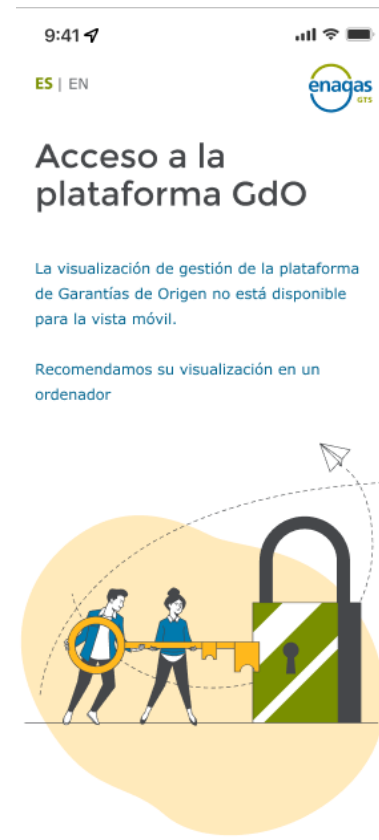 9:41
ES | EN
enagas
GTS
Acceso a la
plataforma GdO
La visualización de gestión de la plataforma
de Garantías de Origen no está disponible
para la vista móvil.
Recomendamos su visualización en un
ordenador